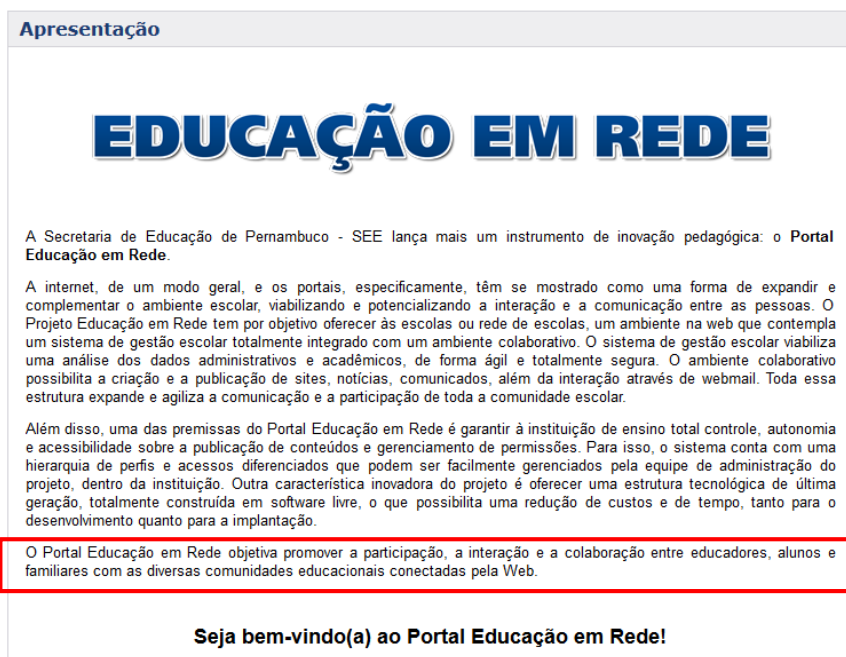 Apresentação
EDUCAÇÃO EM REDE
A Secretaria de Educação de Pernambuco - SEE lança mais um instrumento de inovação pedagógica: o Portal
Educação em Rede.
A internet, de um modo geral, e os portais, especificamente, têm se mostrado como uma forma de expandir e
complementar o ambiente escolar, viabilizando e potencializando a interação e a comunicação entre as pessoas. O
Projeto Educação em Rede tem por objetivo oferecer às escolas ou rede de escolas, um ambiente na web que contempla
um sistema de gestão escolar totalmente integrado com um ambiente colaborativo. O sistema de gestão escolar viabiliza
uma análise dos dados administrativos e acadêmicos, de forma ágil e totalmente segura. O ambiente colaborativo
possibilita a criação e a publicação de sites, notícias, comunicados, além da interação através de webmail. Toda essa
estrutura expande e agiliza a comunicação e a participação de toda a comunidade escolar.
Além disso, uma das premissas do Portal Educação em Rede é garantir à instituição de ensino total controle, autonomia
e acessibilidade sobre a publicação de conteúdos e gerenciamento de permissões. Para isso, o sistema conta com uma
hierarquia de perfis e acessos diferenciados que podem ser facilmente gerenciados pela equipe de administração do
projeto, dentro da instituição. Outra característica inovadora do projeto é oferecer uma estrutura tecnológica de última
geração, totalmente construída em software livre, o que possibilita uma redução de custos e de tempo, tanto para o
desenvolvimento quanto para a implantação.
O Portal Educação em Rede objetiva promover a participação, a interação e a colaboração entre educadores, alunos e
familiares com as diversas comunidades educacionais conectadas pela Web.
Seja bem-vindo(a) ao Portal Educação em Rede!